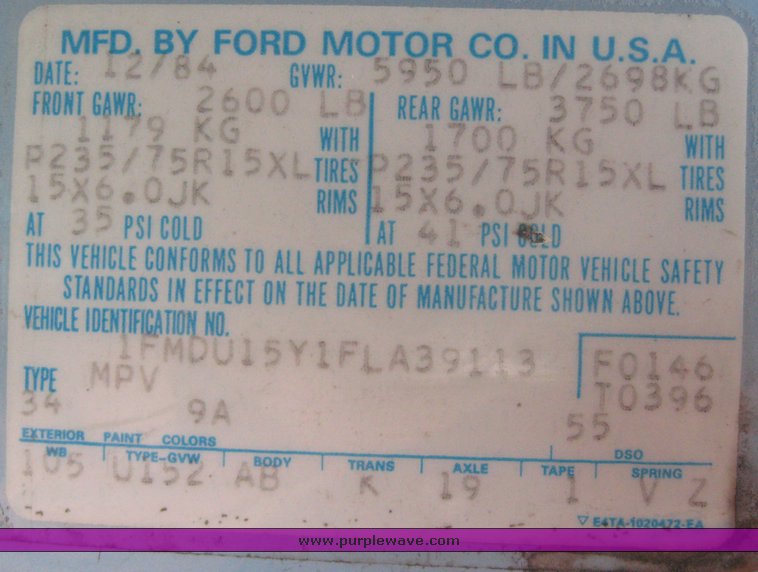 MFD. BY FORD MOTOR CO. IN U.S.A.
DATE: 12/84 GVWR: 5950 LB/2698KG
FRONT GAWR: 2600 LB REAR GAWR: 3750 LB
1179 KG WITH 1700 KG WITH
P235/75R15XL TIRES P235/75R15XL TIRES
15X6.0JK RIMS 15X6.0JK RIMS
AT 35 PSI COLD AT 41 PSI COLD
THIS VEHICLE CONFORMS TO ALL APPLICABLE FEDERAL MOTOR VEHICLE SAFETY
STANDARDS IN EFFECT ON THE DATE OF MANUFACTURE SHOWN ABOVE.
VEHICLE IDENTIFICATION NO.
1FMDU15Y1FLA39113 F0146
TYPE MPV T0396
34 9A 55
EXTERIOR PAINT COLORS DSO
WB TYPE-GVW BODY TRANS AXLE TAPE SPRING
105 U152 AB K 19 1 V Z
E4TA-1020472-EA
www.purplewave.com